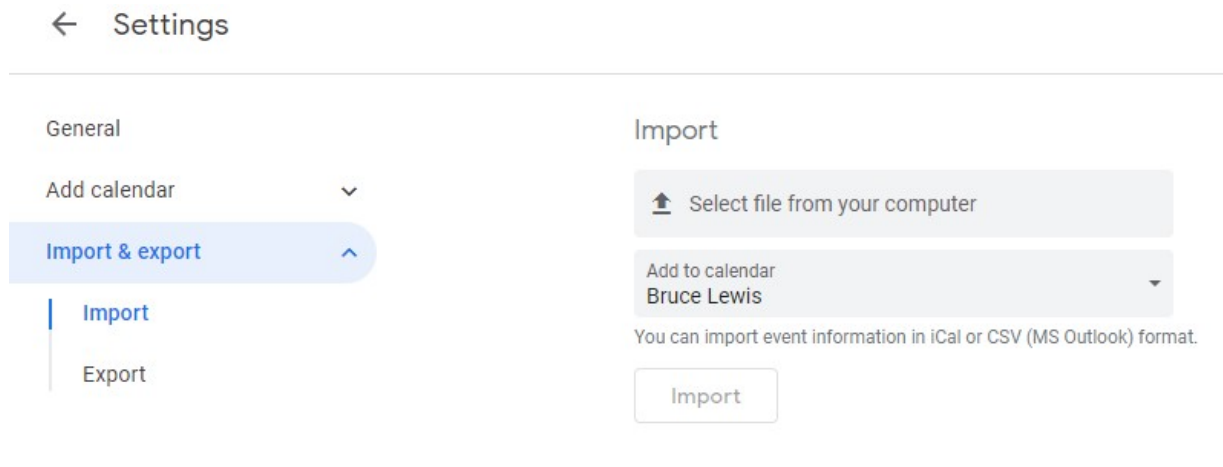 Settings
General
Add calendar
Import & export
Import
Export
Import
Select file from your computer
Add to calendar
Bruce Lewis
You can import event information in iCal or CSV (MS Outlook) format.
Import